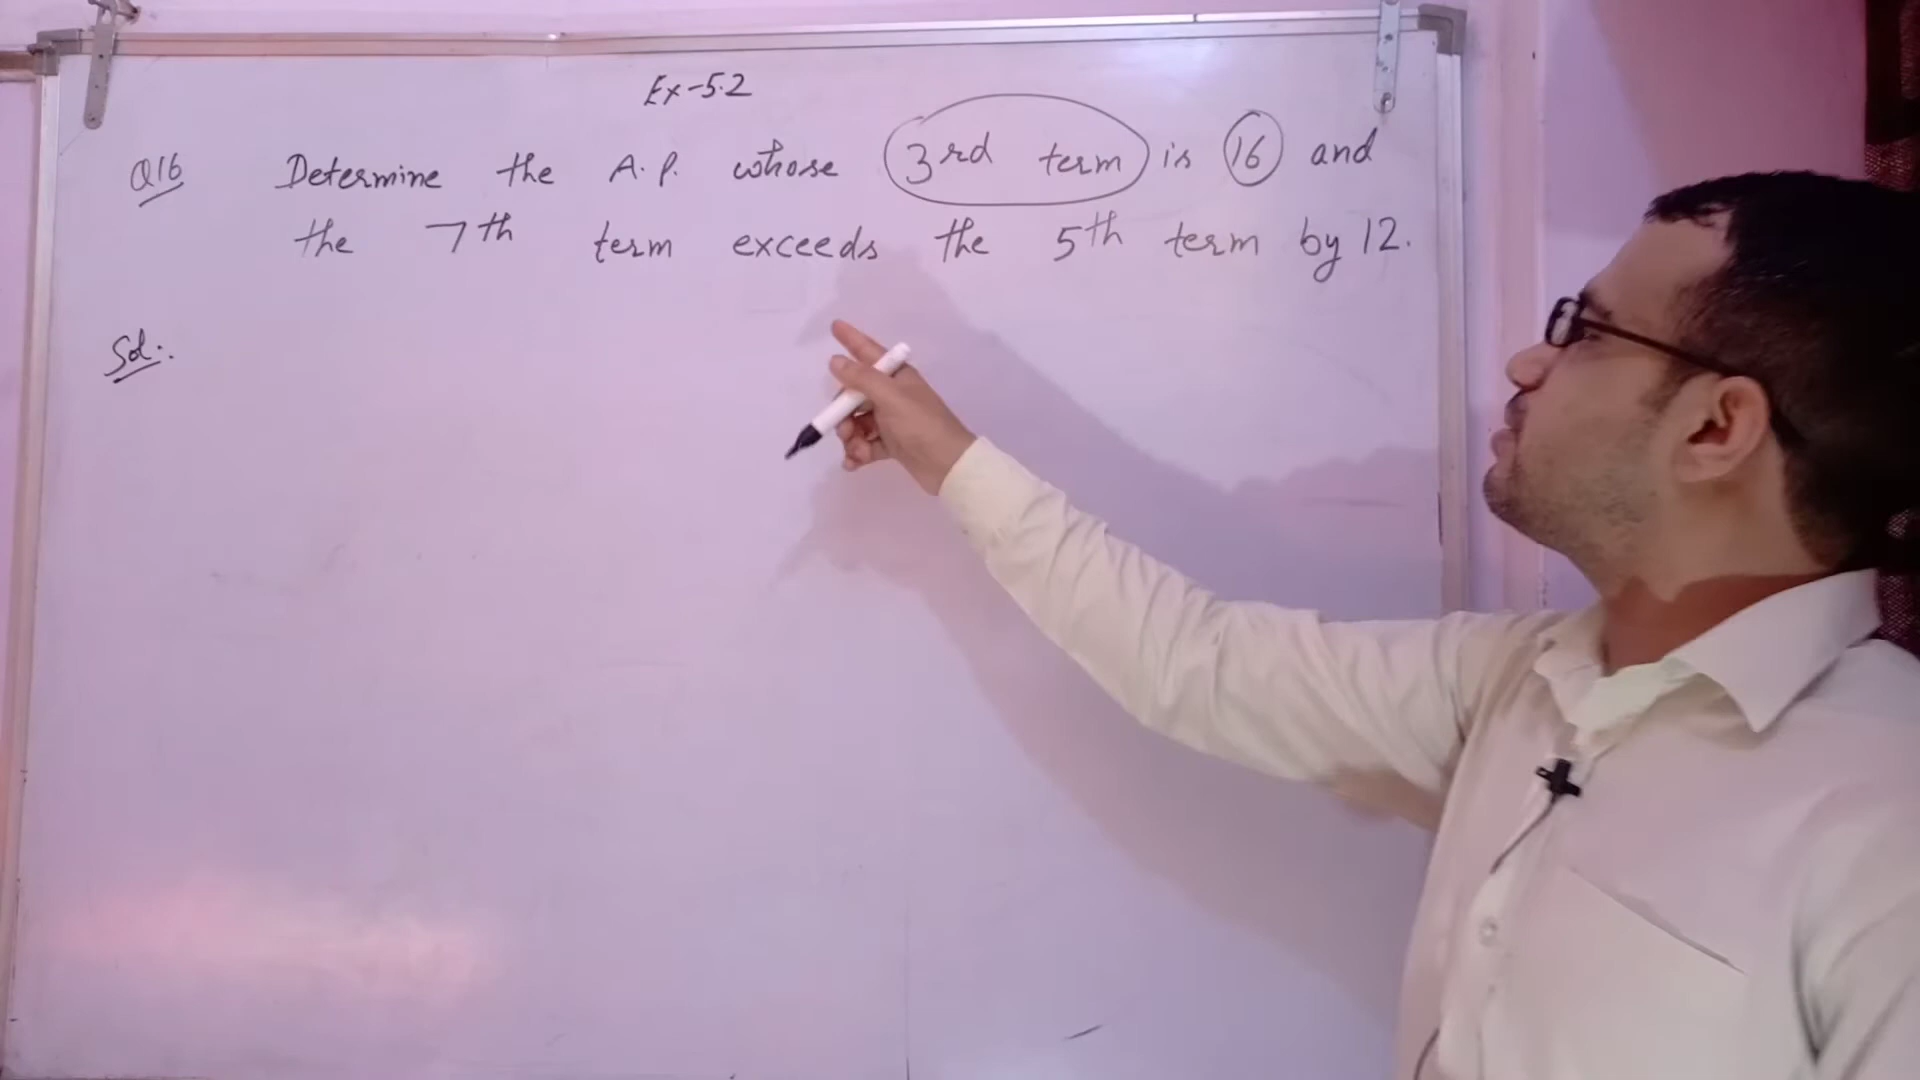 Ex-5.2
Q16 Determine the A.P. whose 3rd term is 16 and
the 7th term exceeds the 5th term by 12.
Sol:.